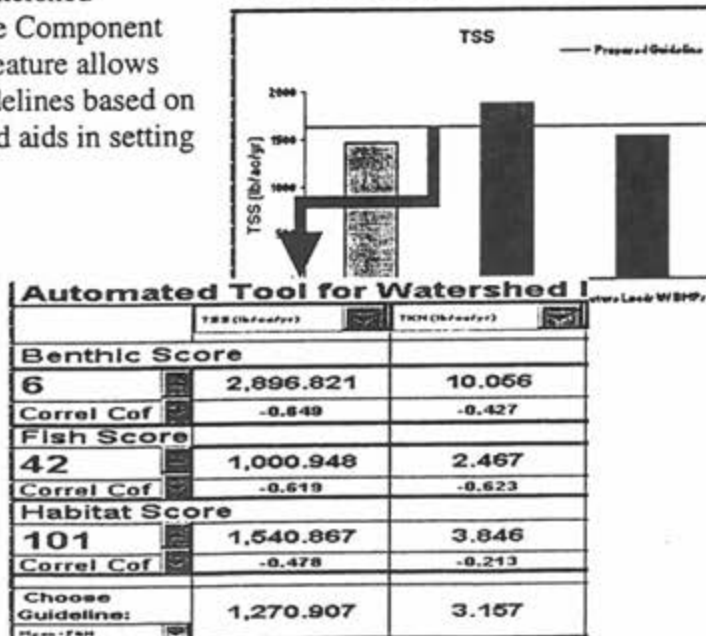 e Component
eature allows
delines based on
d aids in setting
TSS
Proposed Guideline
2000
1500
1000
TSS (lb/ac/yr)
uture Loads W/BMPs
Automated Tool for Watershed
TSS (lb/ac/yr)
TKN (lb/ac/yr)
Benthic Score
6 2,896.821 10.056
Correl Cof -0.649 -0.427
Fish Score
42 1,000.948 2.467
Correl Cof -0.619 -0.623
Habitat Score
101 1,540.867 3.846
Correl Cof -0.478 -0.213
Choose
Guideline: 1,270.907 3.157